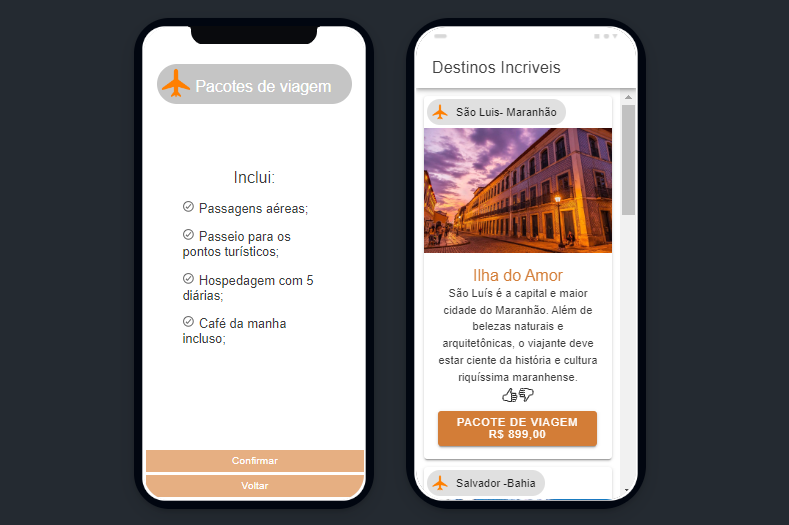 Pacotes de viagem
Inclui:
Passagens aéreas;
Passeio para os
pontos turísticos;
Hospedagem com 5
diárias;
Café da manha
incluso;
Confirmar
Voltar
Destinos Incriveis
São Luis- Maranhão
Ilha do Amor
São Luís é a capital e maior
cidade do Maranhão. Além de
belezas naturais e
arquitetônicas, o viajante deve
estar ciente da história e cultura
riquíssima maranhense.
PACOTE DE VIAGEM
R$ 899,00
Salvador -Bahia